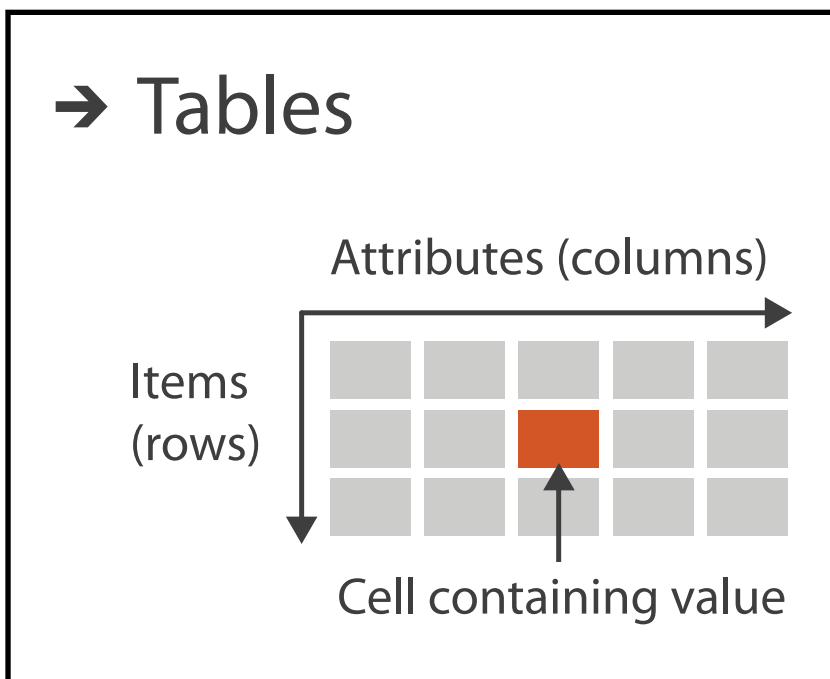 ➔ Tables
Attributes (columns)
Items
(rows)
Cell containing value